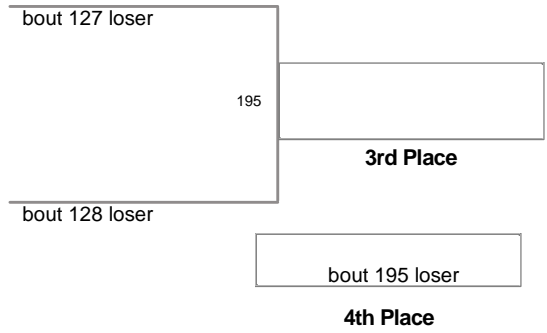 bout 127 loser
195
3rd Place
bout 128 loser
bout 195 loser
4th Place